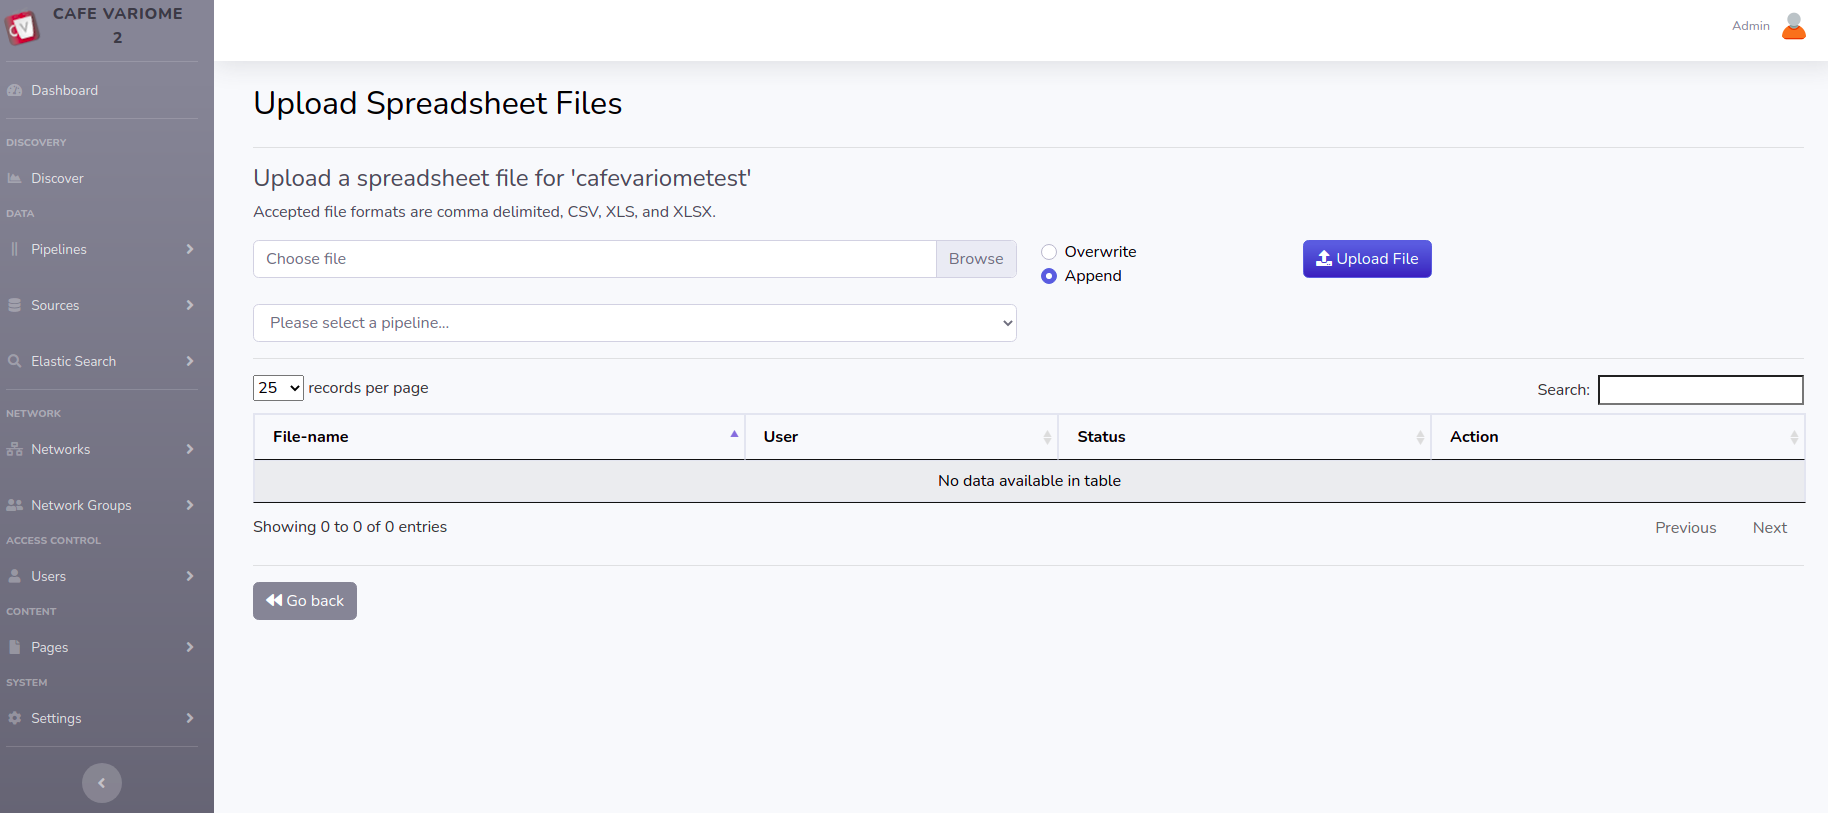 CAFE VARIOME
2
Dashboard
DISCOVERY
Discover
DATA
Pipelines
Sources
Elastic Search
NETWORK
Networks
Network Groups
ACCESS CONTROL
Users
CONTENT
Pages
SYSTEM
Settings
Admin
Upload Spreadsheet Files
Upload a spreadsheet file for 'cafevariometest'
Accepted file formats are comma delimited, CSV, XLS, and XLSX.
Choose file Browse
Overwrite
Append
Upload File
Please select a pipeline...
25 records per page
Search:
File-name User Status Action
No data available in table
Showing 0 to 0 of 0 entries
Previous Next
Go back